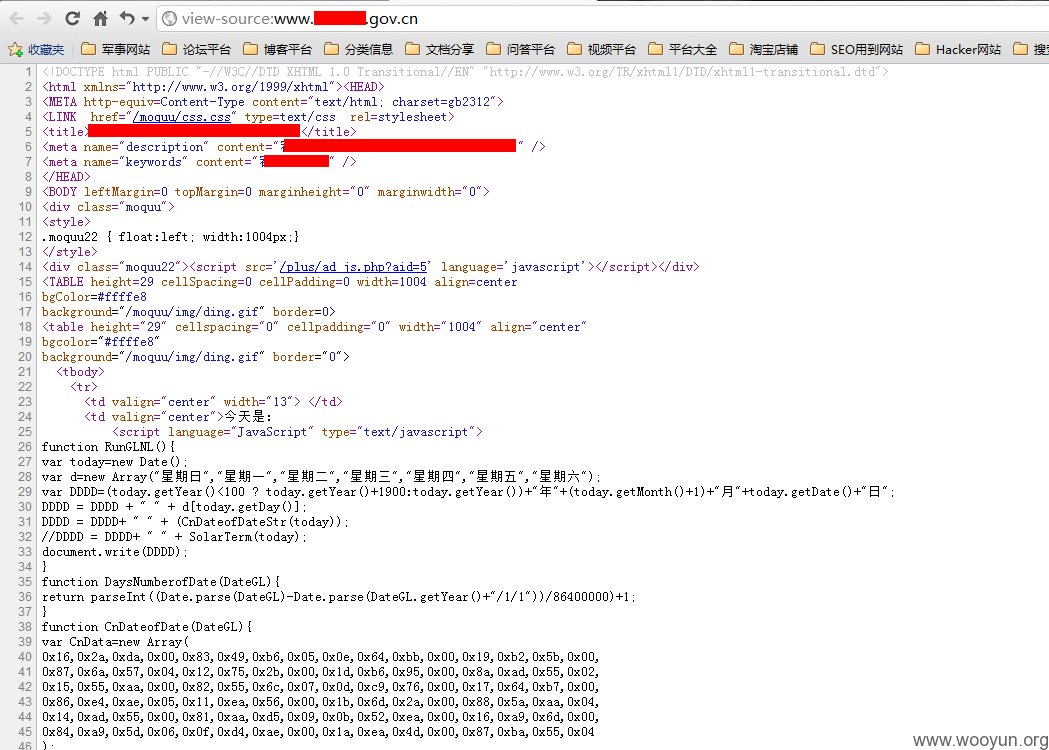 view-source:www. .gov.cn
收藏夹 军事网站 论坛平台 博客平台 分类信息 文档分享 问答平台 视频平台 平台大全 淘宝店铺 SEO用到网站 Hacker网站 搜
1 <!DOCTYPE html PUBLIC "-//W3C//DTD XHTML 1.0 Transitional//EN" "http://www.w3.org/TR/xhtml1/DTD/xhtml1-transitional.dtd">
2 <html xmlns="http://www.w3.org/1999/xhtml"><HEAD>
3 <META http-equiv=Content-Type content="text/html; charset=gb2312">
4 <LINK href="/moquu/css.css" type=text/css rel=stylesheet>
5 <title> </title>
6 <meta name="description" content=" " />
7 <meta name="keywords" content=" " />
8 </HEAD>
9 <BODY leftMargin=0 topMargin=0 marginheight="0" marginwidth="0">
10 <div class="moquu">
11 <style>
12 .moquu22 { float:left; width:1004px;}
13 </style>
14 <div class="moquu22"><script src='/plus/ad_js.php?aid=5' language='javascript'></script></div>
15 <TABLE height=29 cellSpacing=0 cellPadding=0 width=1004 align=center
16 bgColor=#ffffe8
17 background="/moquu/img/ding.gif" border=0>
18 <table height="29" cellspacing="0" cellpadding="0" width="1004" align="center"
19 bgcolor="#ffffe8"
20 background="/moquu/img/ding.gif" border="0">
21 <tbody>
22 <tr>
23 <td valign="center" width="13"> </td>
24 <td valign="center">今天是:
25 <script language="JavaScript" type="text/javascript">
26 function RunGLNL(){
27 var today=new Date();
28 var d=new Array("星期日","星期一","星期二","星期三","星期四","星期五","星期六");
29 var DDDD=(today.getYear()<100 ? today.getYear()+1900:today.getYear())+"年"+(today.getMonth()+1)+"月"+today.getDate()+"日";
30 DDDD = DDDD + " " + d[today.getDay()];
31 DDDD = DDDD+ " " + (CnDateofDateStr(today));
32 //DDDD = DDDD+ " " + SolarTerm(today);
33 document.write(DDDD);
34 }
35 function DaysNumberofDate(DateGL){
36 return parseInt((Date.parse(DateGL)-Date.parse(DateGL.getYear()+"/1/1"))/86400000)+1;
37 }
38 function CnDateofDate(DateGL){
39 var CnData=new Array(
40 0x16,0x2a,0xda,0x00,0x83,0x49,0xb6,0x05,0x0e,0x64,0xbb,0x00,0x19,0xb2,0x5b,0x00,
41 0x87,0x6a,0x57,0x04,0x12,0x75,0x2b,0x00,0x1d,0xb6,0x95,0x00,0x8a,0xad,0x55,0x02,
42 0x15,0x55,0xaa,0x00,0x82,0x55,0x6c,0x07,0x0d,0xc9,0x76,0x00,0x17,0x64,0xb7,0x00,
43 0x86,0xe4,0xae,0x05,0x11,0xea,0x56,0x00,0x1b,0x6d,0x2a,0x00,0x88,0x5a,0xaa,0x04,
44 0x14,0xad,0x55,0x00,0x81,0xaa,0xd5,0x09,0x0b,0x52,0xea,0x00,0x16,0xa9,0x6d,0x00,
45 0x84,0xa9,0x5d,0x06,0x0f,0xd4,0xae,0x00,0x1a,0xea,0x4d,0x00,0x87,0xba,0x55,0x04
46 );
www.wooyun.org